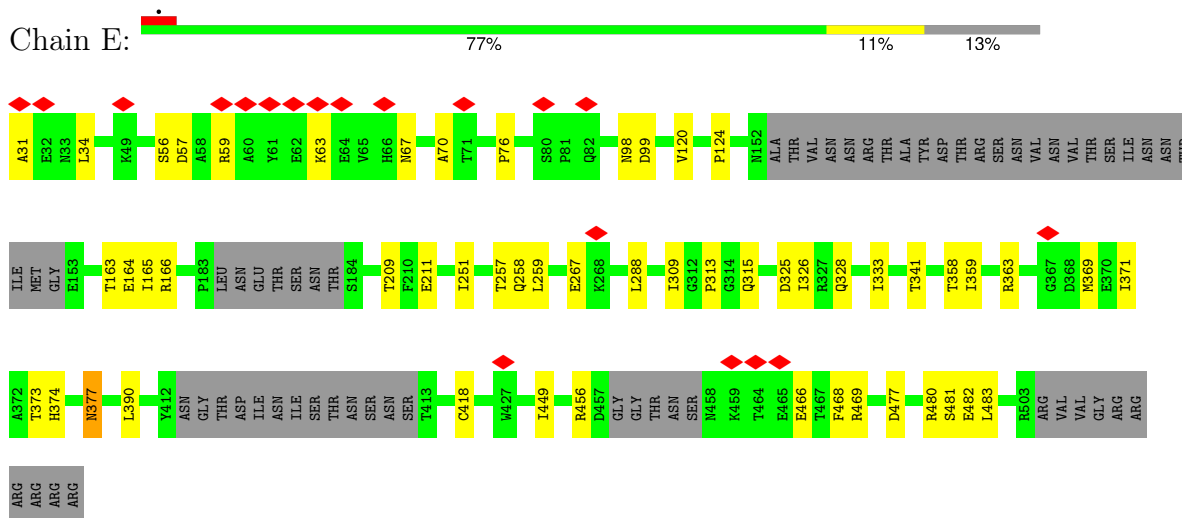 Chain E:
77% 11% 13%
A31 E32 N33 L34 K49 S56 D57 A58 R59 A60 Y61 E62 K63 E64 V65 H66 N67 A70 T71 P76 S80 P81 Q82 N98 D99 V120 P124 N152 ALA THR VAL ASN ASN ARG THR ALA TYR ASP THR ARG SER ASN VAL ASN VAL THR SER ILE ASN ASN
ILE MET GLY E153 T163 E164 I165 R166 P183 LEU ASN GLU THR SER ASN THR S184 T209 F210 E211 I251 T257 Q258 L259 E267 K268 L288 I309 G312 P313 G314 Q315 D325 I326 R327 Q328 I333 T341 T358 I359 R363 G367 D368 M369 E370 I371
A372 T373 H374 N377 L390 Y412 ASN GLY THR ASP ILE ASN ILE SER THR ASN SER ASN SER T413 C418 W427 I449 R456 D457 GLY GLY THR ASN SER N458 K459 T464 E465 E466 T467 F468 R469 D477 R480 S481 E482 L483 R503 ARG VAL VAL GLY ARG ARG
ARG ARG ARG ARG